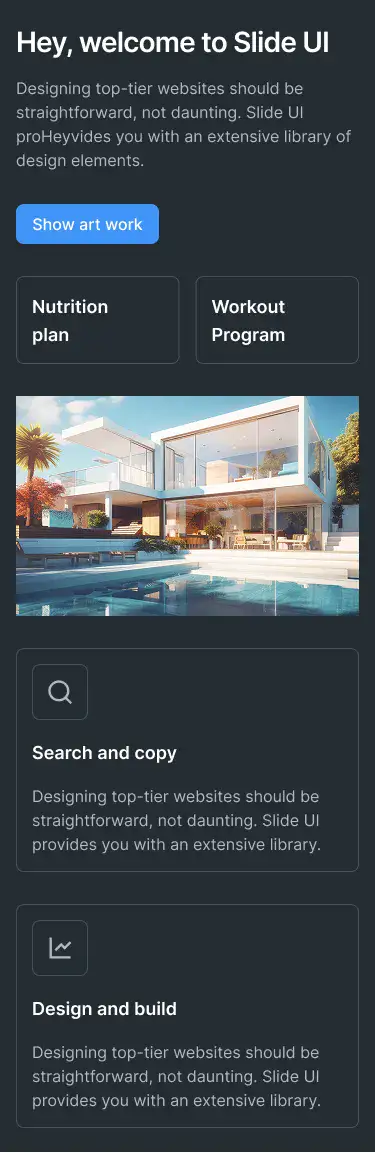 Hey, welcome to Slide UI
Designing top-tier websites should be
straightforward, not daunting. Slide UI
proHeyvides you with an extensive library of
design elements.
Show art work
Nutrition
plan
Workout
Program
Search and copy
Designing top-tier websites should be
straightforward, not daunting. Slide UI
provides you with an extensive library.
Design and build
Designing top-tier websites should be
straightforward, not daunting. Slide UI
provides you with an extensive library.